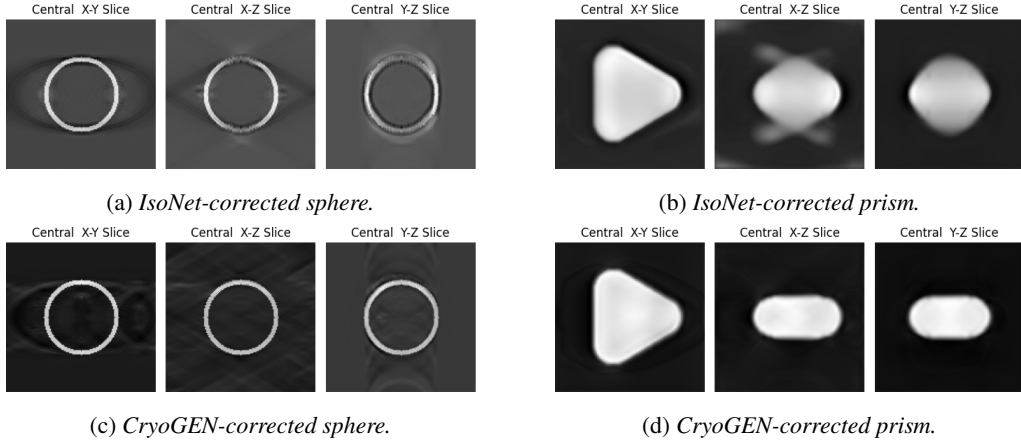 Central X-Y Slice Central X-Z Slice Central Y-Z Slice Central X-Y Slice Central X-Z Slice Central Y-Z Slice
(a) IsoNet-corrected sphere. (b) IsoNet-corrected prism.
Central X-Y Slice Central X-Z Slice Central Y-Z Slice Central X-Y Slice Central X-Z Slice Central Y-Z Slice
(c) CryoGEN-corrected sphere. (d) CryoGEN-corrected prism.